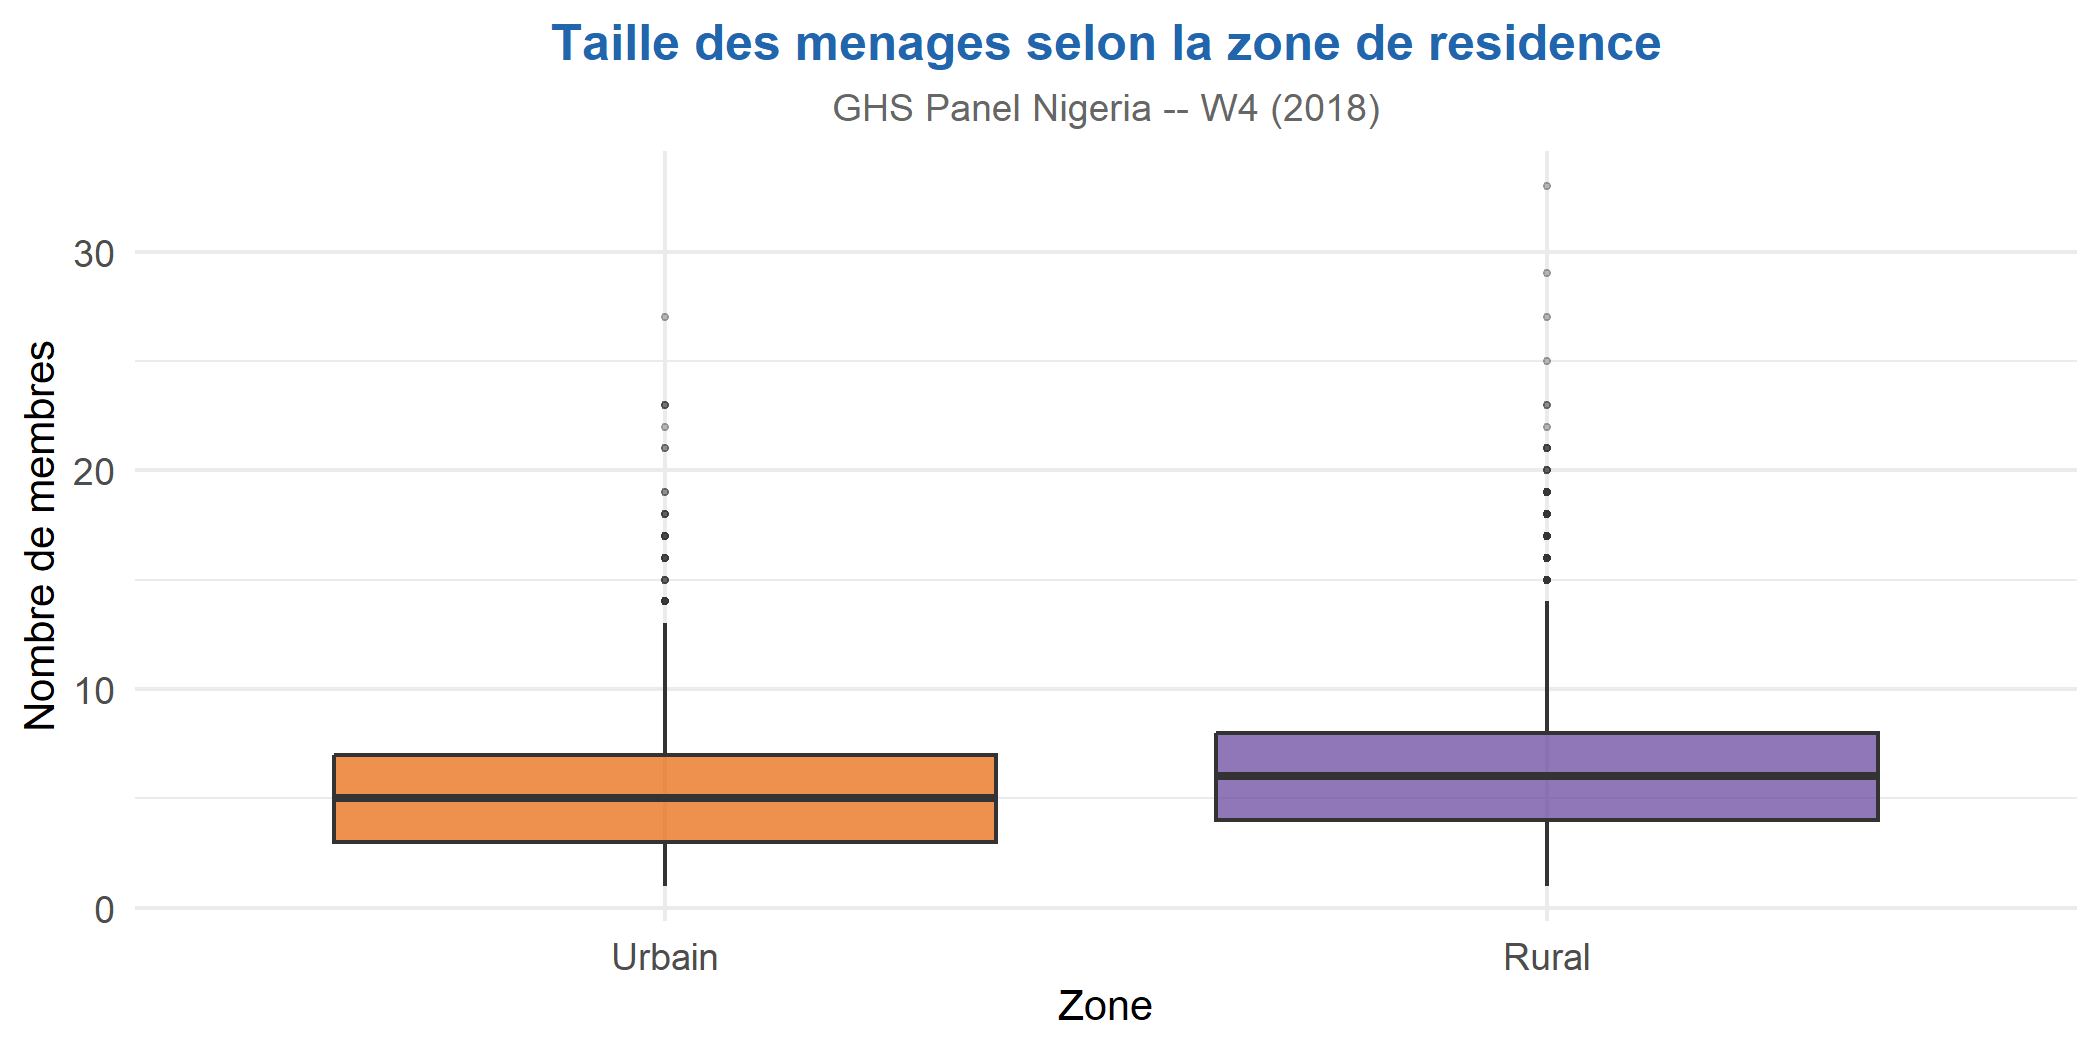 Taille des menages selon la zone de residence
GHS Panel Nigeria -- W4 (2018)
Nombre de membres
30
20
10
0
Urbain
Rural
Zone